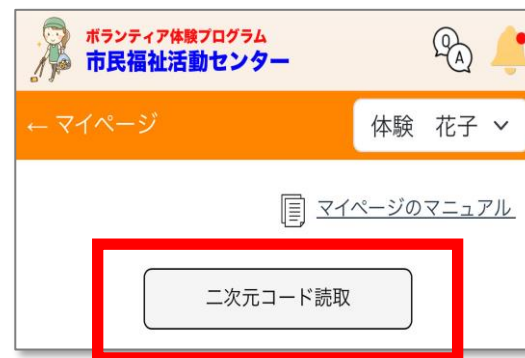 ボランティア体験プログラム
市民福祉活動センター
Q
A
← マイページ
体験 花子
マイページのマニュアル
二次元コード読取